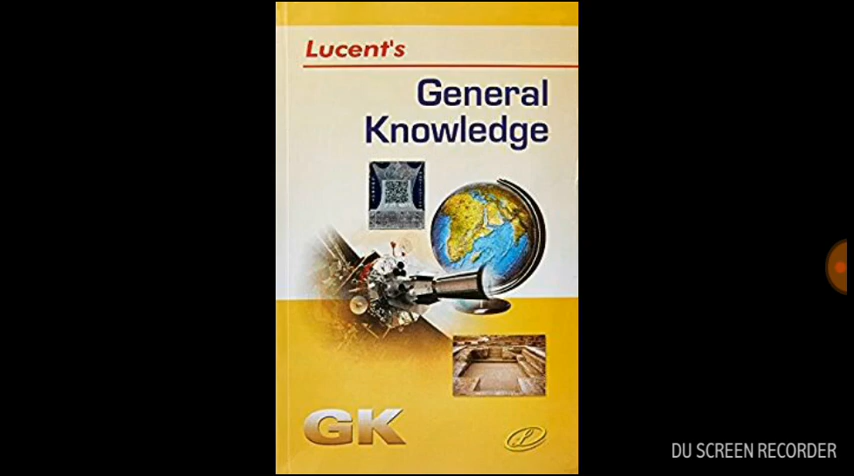 Lucent's
General
Knowledge
GK
DU SCREEN RECORDER